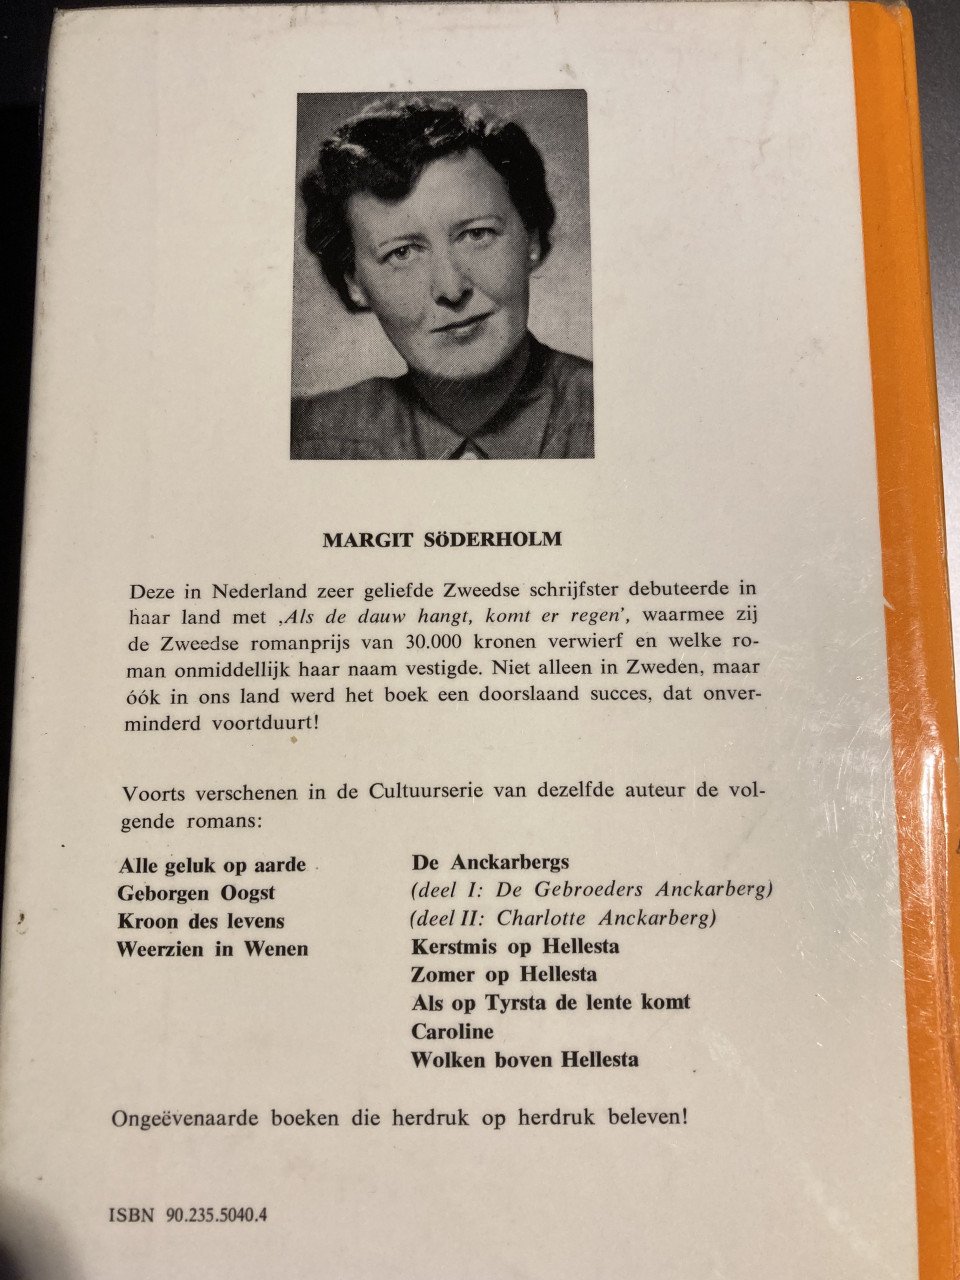 MARGIT SöDERHOLM
Deze in Nederland zeer geliefde Zweedse schrijfster debuteerde in
haar land met ‚Als de dauw hangt, komt er regen’, waarmee zij
de Zweedse romanprijs van 30.000 kronen verwierf en welke ro-
man onmiddellijk haar naam vestigde. Niet alleen in Zweden, maar
óók in ons land werd het boek een doorslaand succes, dat onver-
minderd voortduurt!
Voorts verschenen in de Cultuurserie van dezelfde auteur de vol-
gende romans:
Alle geluk op aarde
Geborgen Oogst
Kroon des levens
Weerzien in Wenen
De Anckarbergs
(deel I: De Gebroeders Anckarberg)
(deel II: Charlotte Anckarberg)
Kerstmis op Hellesta
Zomer op Hellesta
Als op Tyrsta de lente komt
Caroline
Wolken boven Hellesta
Ongeëvenaarde boeken die herdruk op herdruk beleven!
ISBN 90.235.5040.4